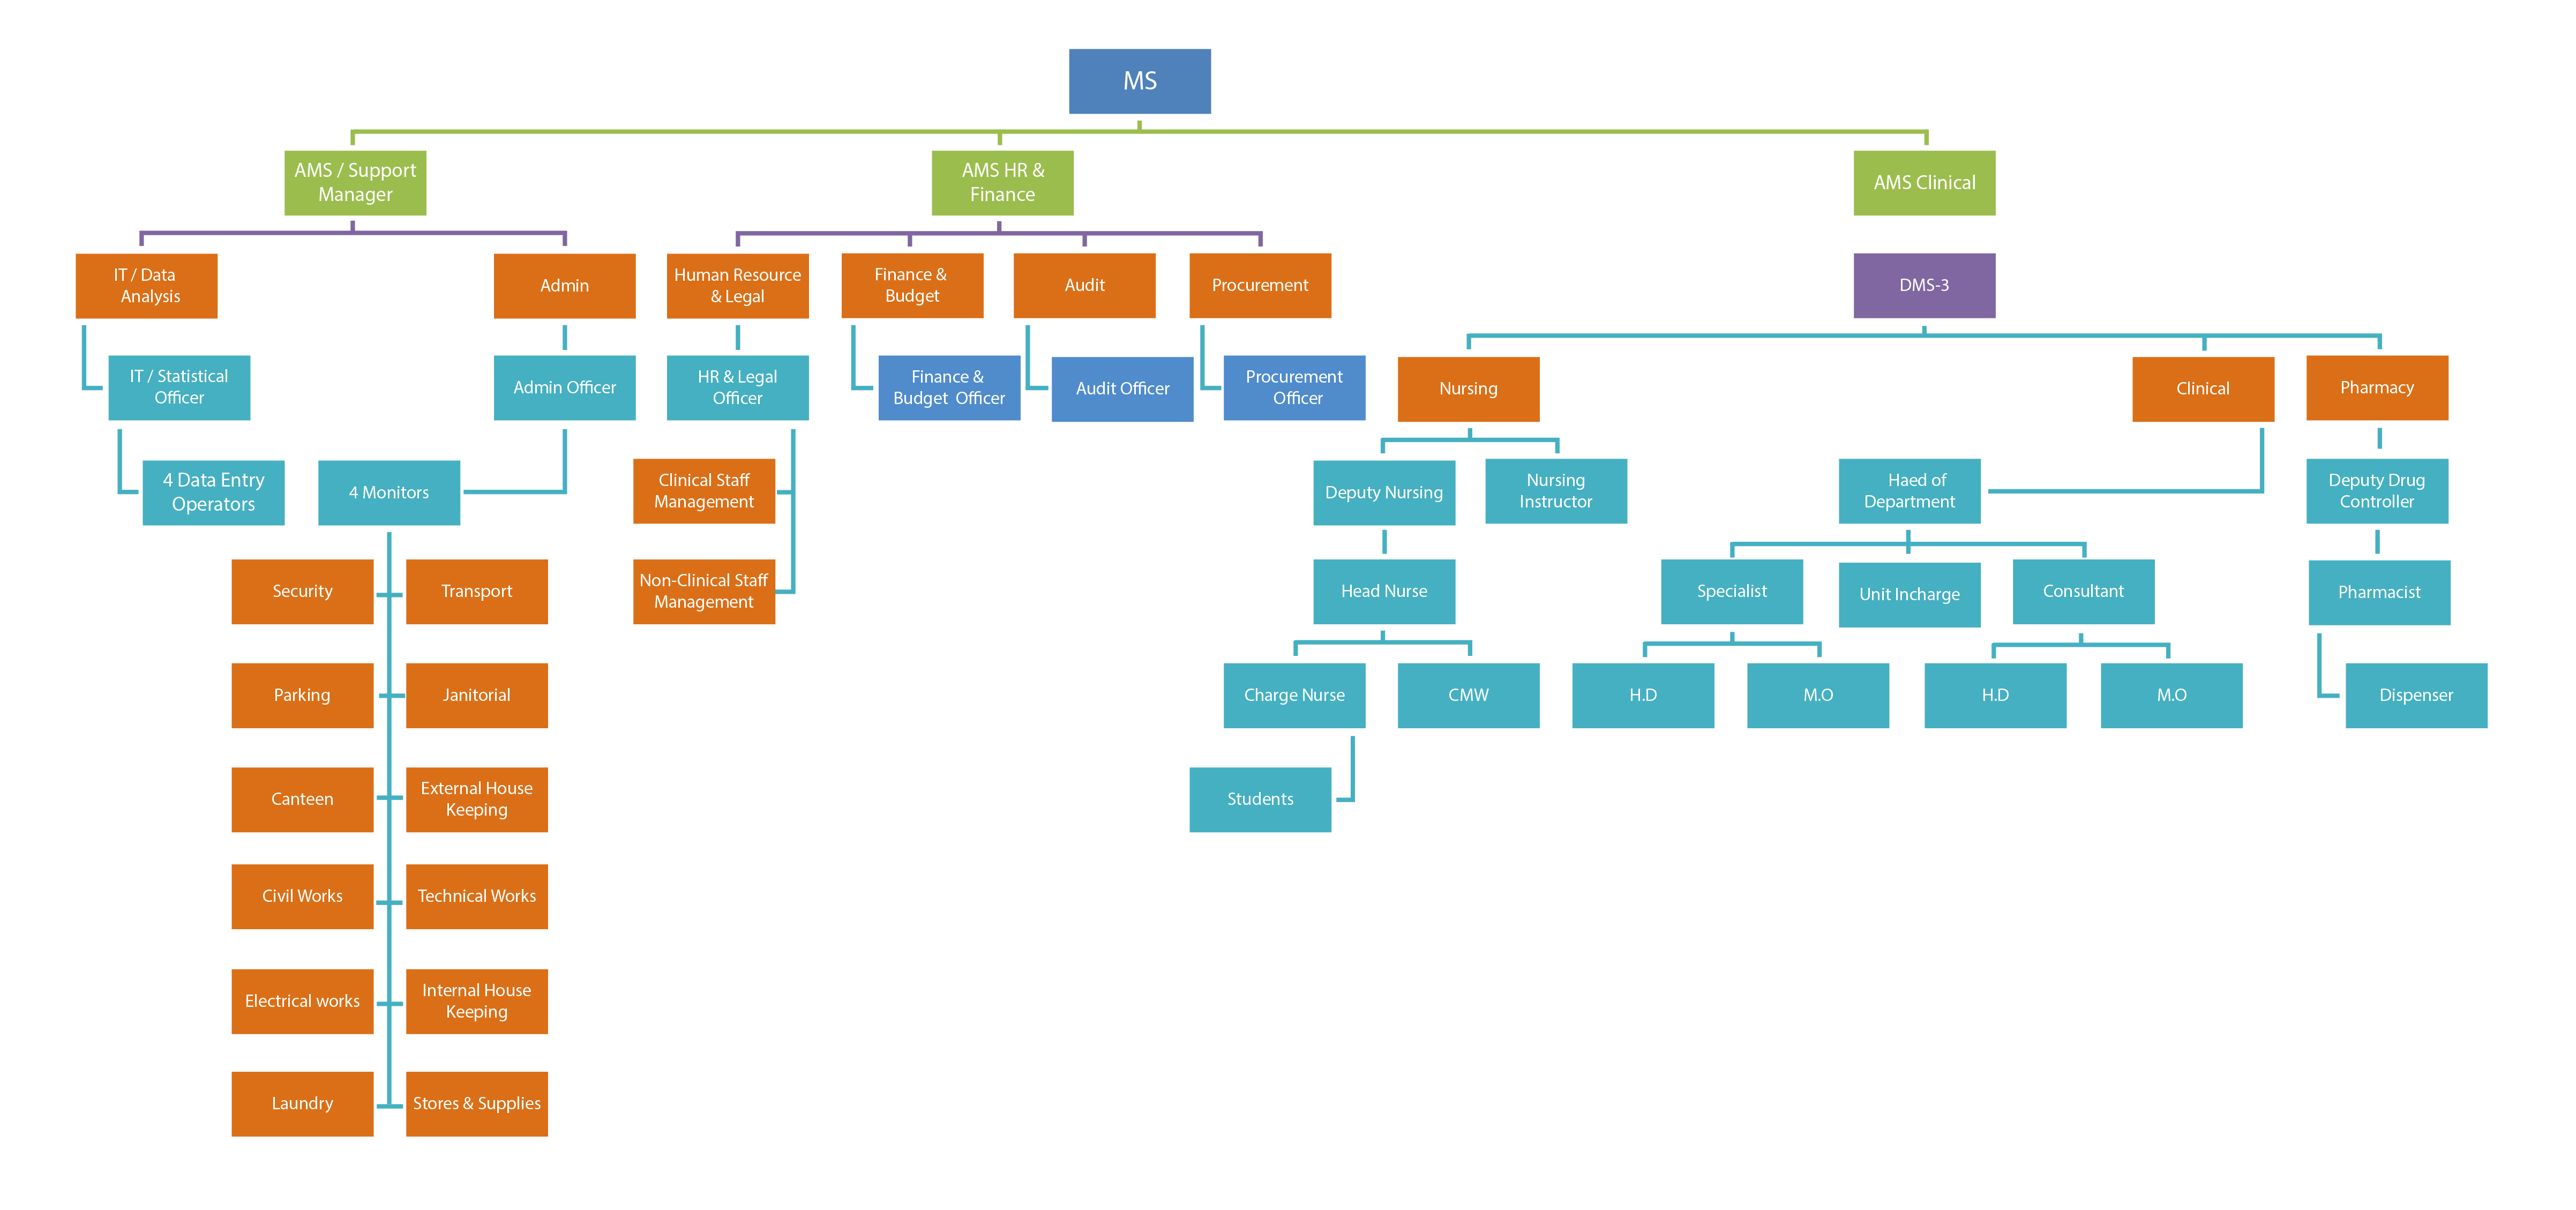 MS
AMS / Support
Manager
AMS HR &
Finance
AMS Clinical
IT / Data
Analysis
Admin
Human Resource
& Legal
Finance &
Budget
Audit
Procurement
DMS-3
IT / Statistical
Officer
Admin Officer
HR & Legal
Officer
Finance &
Budget Officer
Audit Officer
Procurement
Officer
Nursing
Clinical
Pharmacy
4 Data Entry
Operators
4 Monitors
Clinical Staff
Management
Deputy Nursing
Nursing
Instructor
Haed of
Department
Deputy Drug
Controller
Security
Transport
Non-Clinical Staff
Management
Head Nurse
Specialist
Unit Incharge
Consultant
Pharmacist
Parking
Janitorial
Charge Nurse
CMW
H.D
M.O
H.D
M.O
Dispenser
Canteen
External House
Keeping
Students
Civil Works
Technical Works
Electrical works
Internal House
Keeping
Laundry
Stores & Supplies